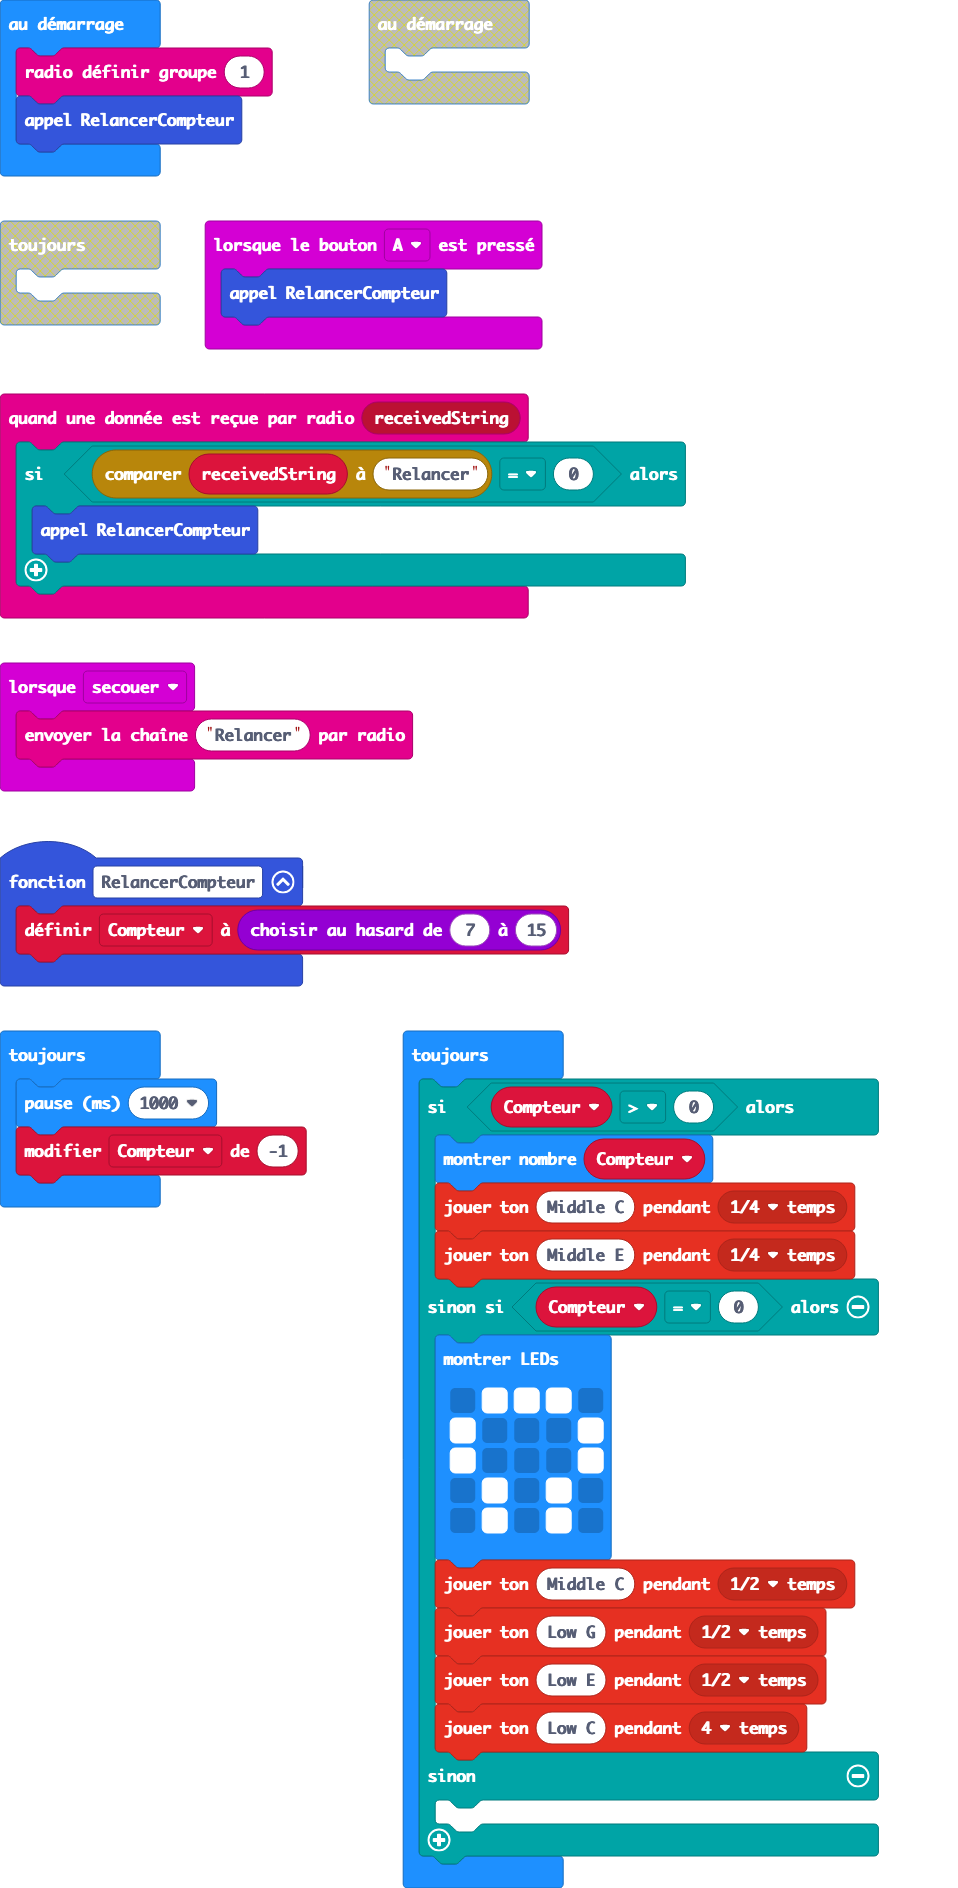 au démarrage
radio définir groupe 1
appel RelancerCompteur
au démarrage
toujours
lorsque le bouton A est pressé
appel RelancerCompteur
quand une donnée est reçue par radio receivedString
si comparer receivedString à "Relancer" = 0 alors
appel RelancerCompteur
lorsque secouer
envoyer la chaîne "Relancer" par radio
fonction RelancerCompteur
définir Compteur à choisir au hasard de 7 à 15
toujours
pause (ms) 1000
modifier Compteur de -1
toujours
si Compteur > 0 alors
montrer nombre Compteur
jouer ton Middle C pendant 1/4 temps
jouer ton Middle E pendant 1/4 temps
sinon si Compteur = 0 alors
montrer LEDs
jouer ton Middle C pendant 1/2 temps
jouer ton Low G pendant 1/2 temps
jouer ton Low E pendant 1/2 temps
jouer ton Low C pendant 4 temps
sinon